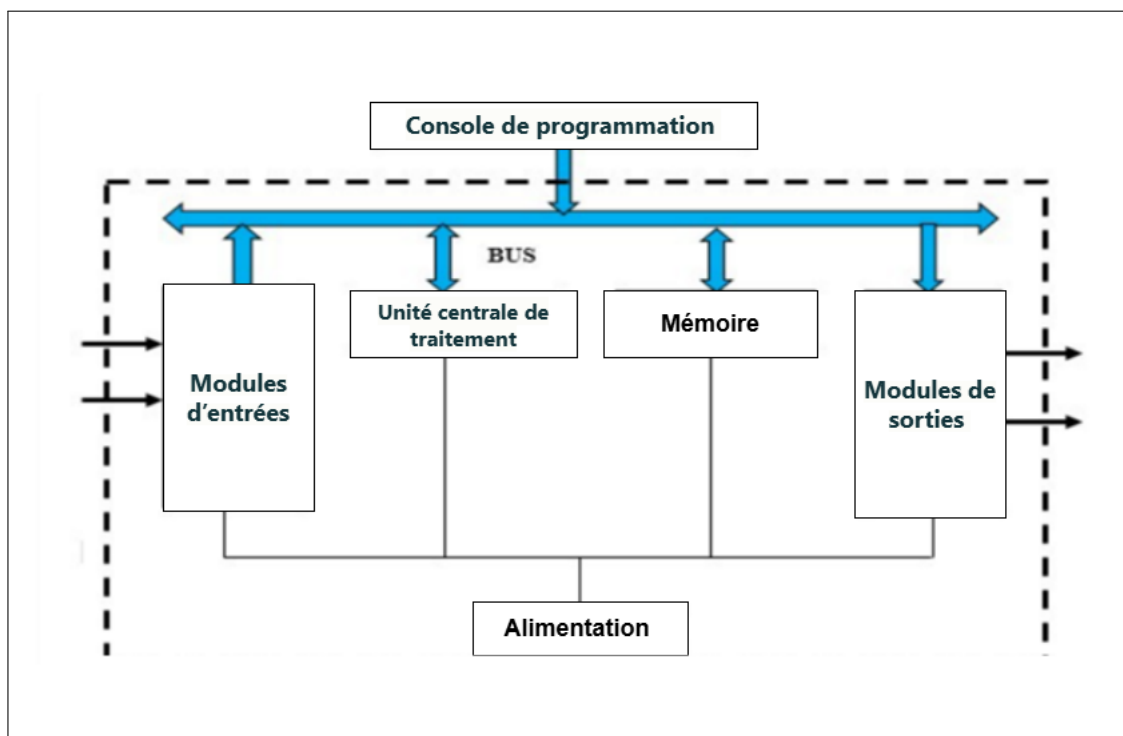 Console de programmation
BUS
Unité centrale de
traitement
Mémoire
Modules
d’entrées
Modules de
sorties
Alimentation